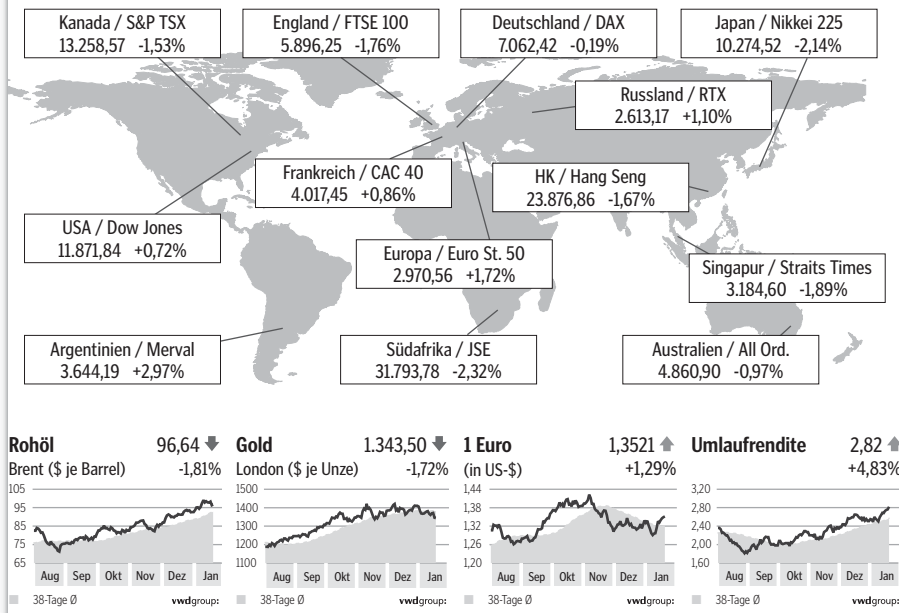 Kanada / S&P TSX
13.258,57 -1,53%
England / FTSE 100
5.896,25 -1,76%
Deutschland / DAX
7.062,42 -0,19%
Japan / Nikkei 225
10.274,52 -2,14%
Russland / RTX
2.613,17 +1,10%
Frankreich / CAC 40
4.017,45 +0,86%
HK / Hang Seng
23.876,86 -1,67%
USA / Dow Jones
11.871,84 +0,72%
Europa / Euro St. 50
2.970,56 +1,72%
Singapur / Straits Times
3.184,60 -1,89%
Argentinien / Merval
3.644,19 +2,97%
Südafrika / JSE
31.793,78 -2,32%
Australien / All Ord.
4.860,90 -0,97%
Rohöl 96,64
Brent ($ je Barrel) -1,81%
105
95
85
75
65
Aug Sep Okt Nov Dez Jan
38-Tage Ø vwdgroup:
Gold 1.343,50
London ($ je Unze) -1,72%
1500
1400
1300
1200
1100
Aug Sep Okt Nov Dez Jan
38-Tage Ø vwdgroup:
1 Euro 1,3521
(in US-$) +1,29%
1,44
1,38
1,32
1,26
1,20
Aug Sep Okt Nov Dez Jan
38-Tage Ø vwdgroup:
Umlaufrendite 2,82
+4,83%
3,20
2,80
2,40
2,00
1,60
Aug Sep Okt Nov Dez Jan
38-Tage Ø vwdgroup: